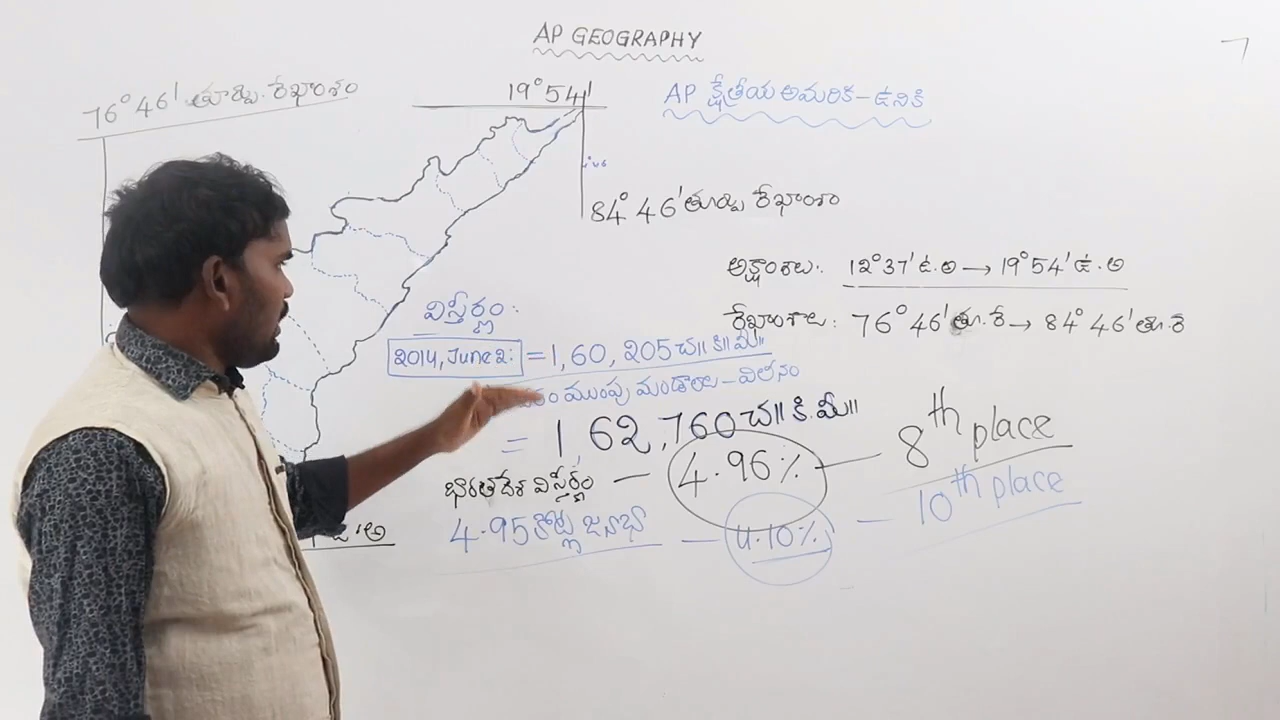 AP GEOGRAPHY
76° 46' తూర్పు రేఖాంశం
19° 54'
AP క్షేత్రీయ అమరిక - ఉనికి
84° 46' తూర్పు రేఖాంశా
అక్షాంశాలు:- 12° 37' ఉ.అ → 19° 54' ఉ.అ
రేఖాంశాలు: 76° 46' తూ.రే → 84° 46' తూ.రే
విస్తీర్ణం:-
2014, June 2: = 1,60,205 చ॥ కి॥ మీ॥
ముంపు మండాలాలు - విలీనం
= 1,62,760 చ॥ కి.మీ॥
భారతదేశ విస్తీర్ణం - 4.96% - 8th place
4.95 కోట్ల జనాభా - 4.10% - 10th place